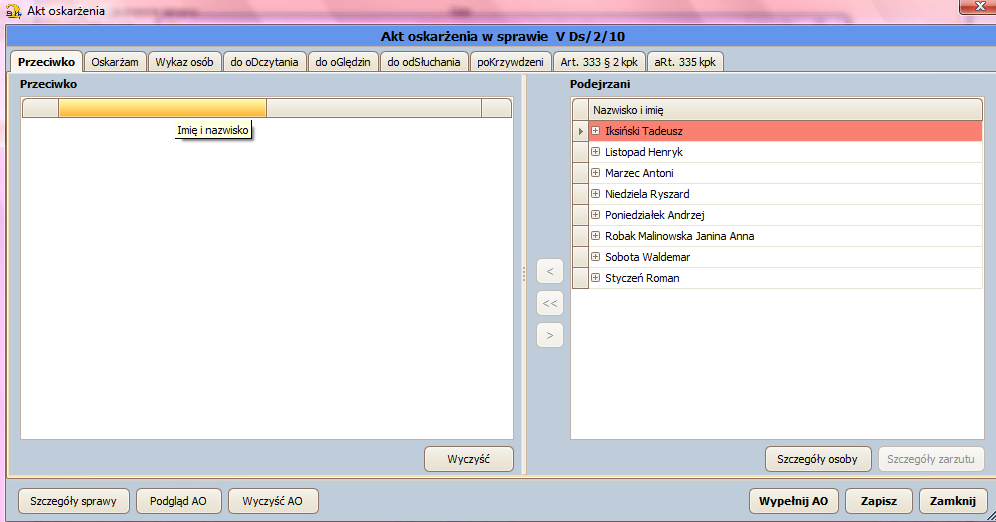 Akt oskarżenia
Akt oskarżenia w sprawie V Ds/2/10
Przeciwko Oskarżam Wykaz osób do oDczytania do oGlędzin do odSłuchania poKrzywdzeni Art. 333 § 2 kpk aRt. 335 kpk
Przeciwko
Imię i nazwisko
Wyczyść
Podejrzani
Nazwisko i imię
Iksiński Tadeusz
Listopad Henryk
Marzec Antoni
Niedziela Ryszard
Poniedziałek Andrzej
Robak Malinowska Janina Anna
Sobota Waldemar
Styczeń Roman
<
<<
>
Szczegóły osoby Szczegóły zarzutu
Szczegóły sprawy Podgląd AO Wyczyść AO Wypełnij AO Zapisz Zamknij